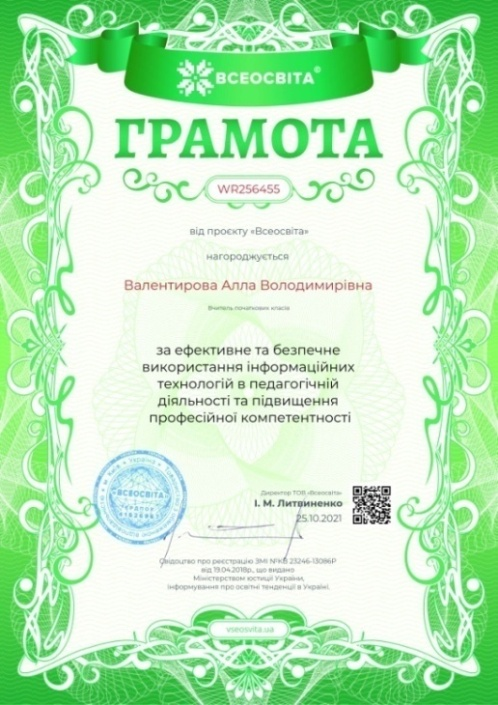 ВСЕОСВІТА®
ГРАМОТА
WR256455
від проєкту «Всеосвіта»
нагороджується
Валентирова Алла Володимирівна
Вчитель початкових класів
за ефективне та безпечне
використання інформаційних
технологій в педагогічній
діяльності та підвищення
професійної компетентності
ВСЕОСВІТА
Директор ТОВ «Всеосвіта»
І. М. Литвиненко
25.10.2021
Свідоцтво про реєстрацію ЗМІ №КВ 23246-13086Р
від 19.04.2018р., що видано
Міністерством юстиції України,
Інформування про освітні тенденції в Україні.
vseosvita.ua